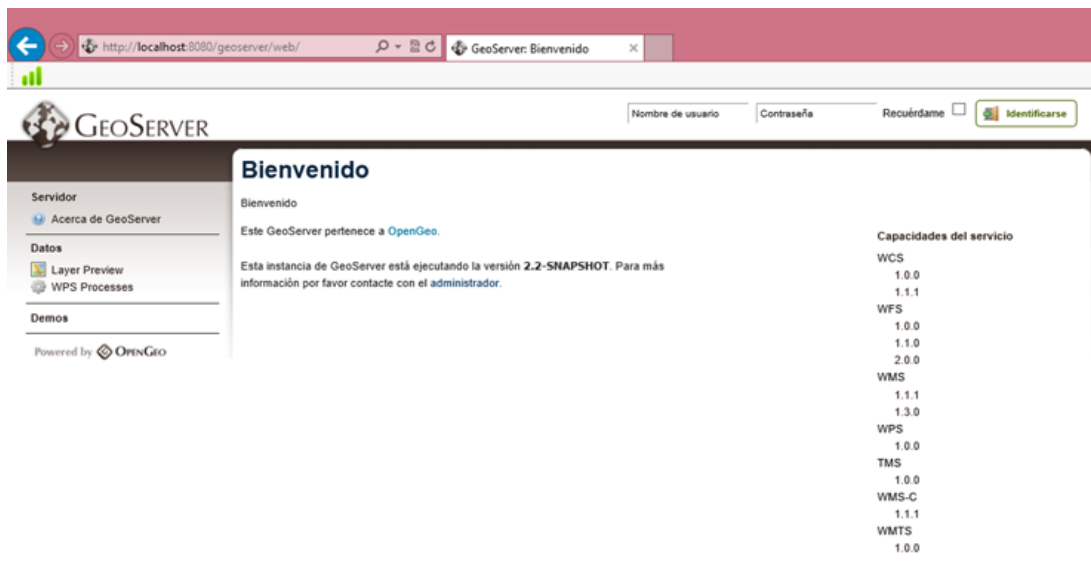 http://localhost:8080/geoserver/web/
GeoServer: Bienvenido
GEOSERVER
Nombre de usuario
Contraseña
Recuérdame
Identificarse
Servidor
Acerca de GeoServer
Datos
Layer Preview
WPS Processes
Demos
Powered by OPENGEO
Bienvenido
Bienvenido
Este GeoServer pertenece a OpenGeo.
Esta instancia de GeoServer está ejecutando la versión 2.2-SNAPSHOT. Para más
información por favor contacte con el administrador.
Capacidades del servicio
WCS
1.0.0
1.1.1
WFS
1.0.0
1.1.0
2.0.0
WMS
1.1.1
1.3.0
WPS
1.0.0
TMS
1.0.0
WMS-C
1.1.1
WMTS
1.0.0